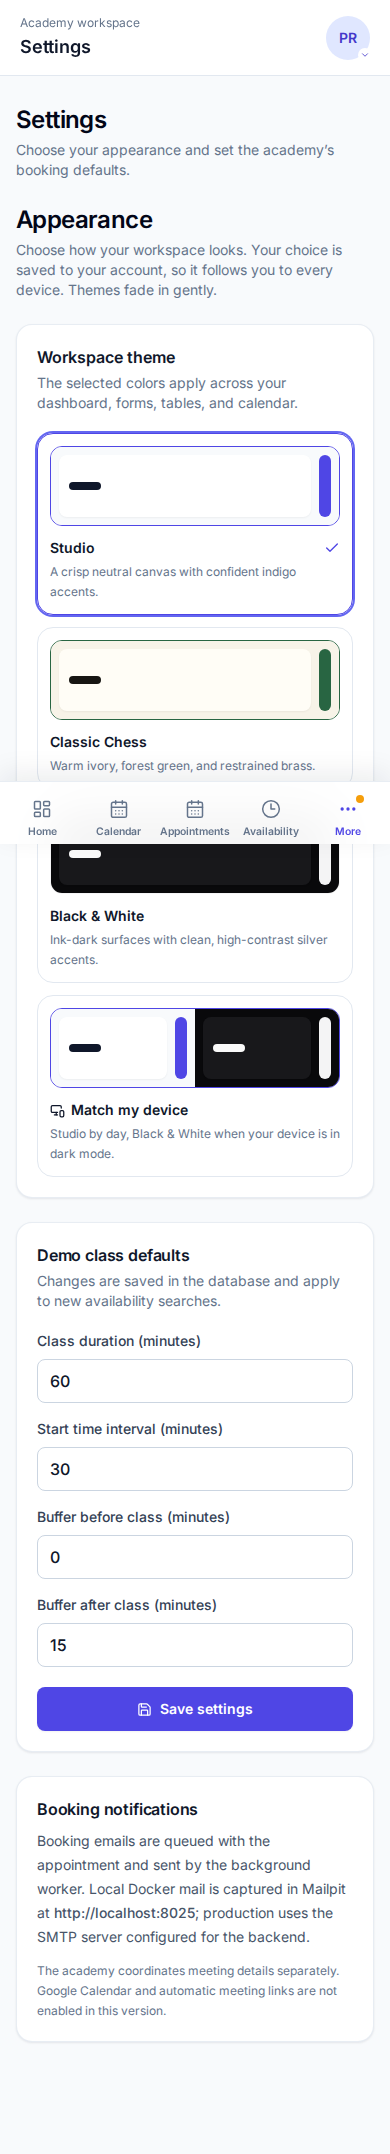 Academy workspace
Settings
PR
Settings
Choose your appearance and set the academy’s
booking defaults.
Appearance
Choose how your workspace looks. Your choice is
saved to your account, so it follows you to every
device. Themes fade in gently.
Workspace theme
The selected colors apply across your
dashboard, forms, tables, and calendar.
Studio
A crisp neutral canvas with confident indigo
accents.
Classic Chess
Warm ivory, forest green, and restrained brass.
Home Calendar Appointments Availability More
Black & White
Ink-dark surfaces with clean, high-contrast silver
accents.
Match my device
Studio by day, Black & White when your device is in
dark mode.
Demo class defaults
Changes are saved in the database and apply
to new availability searches.
Class duration (minutes)
60
Start time interval (minutes)
30
Buffer before class (minutes)
0
Buffer after class (minutes)
15
Save settings
Booking notifications
Booking emails are queued with the
appointment and sent by the background
worker. Local Docker mail is captured in Mailpit
at http://localhost:8025; production uses the
SMTP server configured for the backend.
The academy coordinates meeting details separately.
Google Calendar and automatic meeting links are not
enabled in this version.